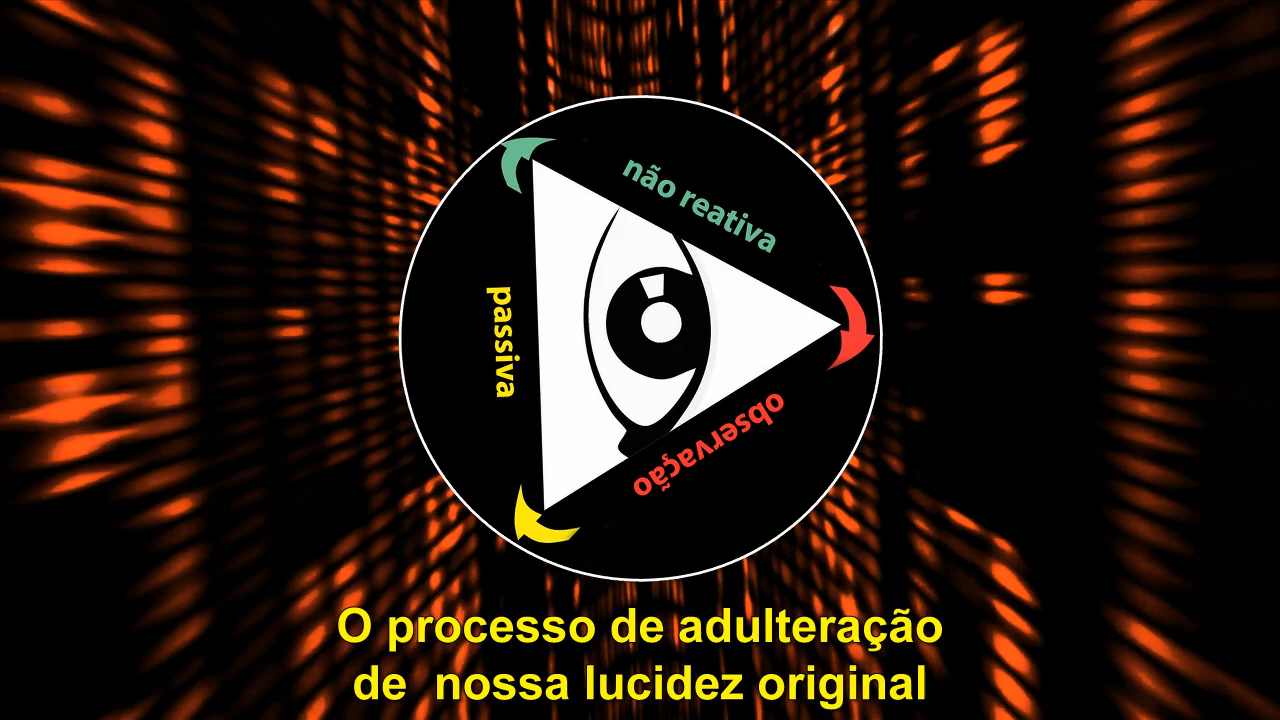 não reativa
passiva
observação
O processo de adulteração
de nossa lucidez original